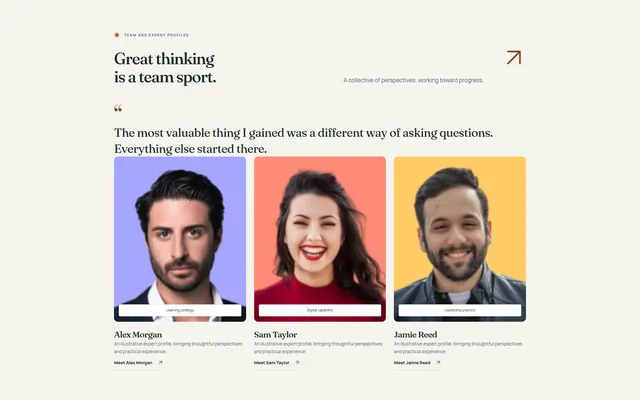 TEAM AND EXPERT PROFILES
Great thinking
is a team sport.
A collective of perspectives, working toward progress.
“
The most valuable thing I gained was a different way of asking questions.
Everything else started there.
Learning strategy
Digital capability
Leadership practice
Alex Morgan
An illustrative expert profile, bringing thoughtful perspectives
and practical experience.
Meet Alex Morgan
Sam Taylor
An illustrative expert profile, bringing thoughtful perspectives
and practical experience.
Meet Sam Taylor
Jamie Reed
An illustrative expert profile, bringing thoughtful perspectives
and practical experience.
Meet Jamie Reed